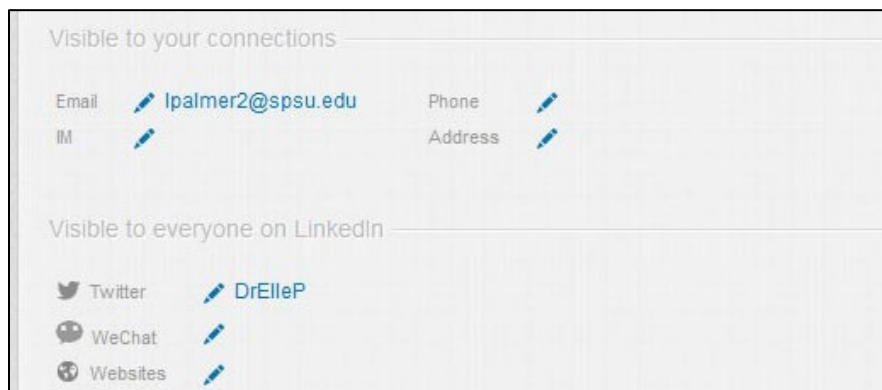 Visible to your connections
Email lpalmer2@spsu.edu Phone
IM Address
Visible to everyone on LinkedIn
Twitter DrElleP
WeChat
Websites